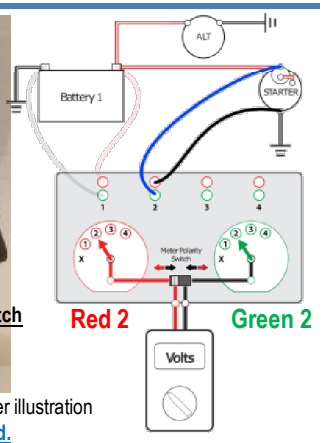 ALT
Battery 1
STARTER
1 2 3 4
Meter Polarity
Switch
1 2 3 4
X
1 2 3 4
X
tch
Red 2
Green 2
Volts
er illustration
d.